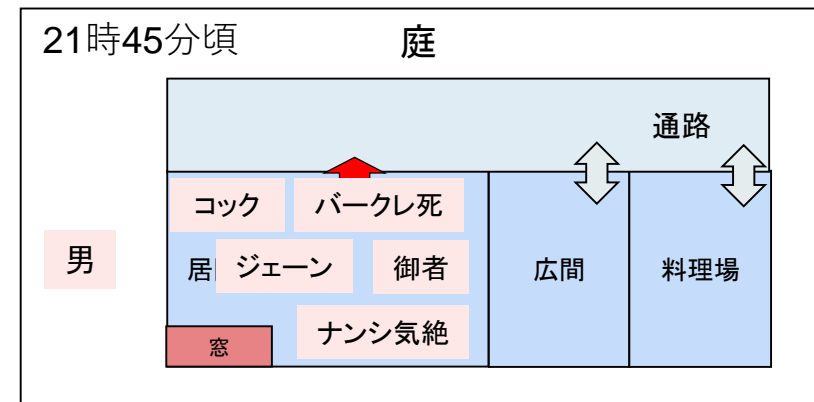 21時45分頃
庭
通路
コック
バークレ死
男
居
ジェーン
御者
広間
料理場
ナンシ気絶
窓